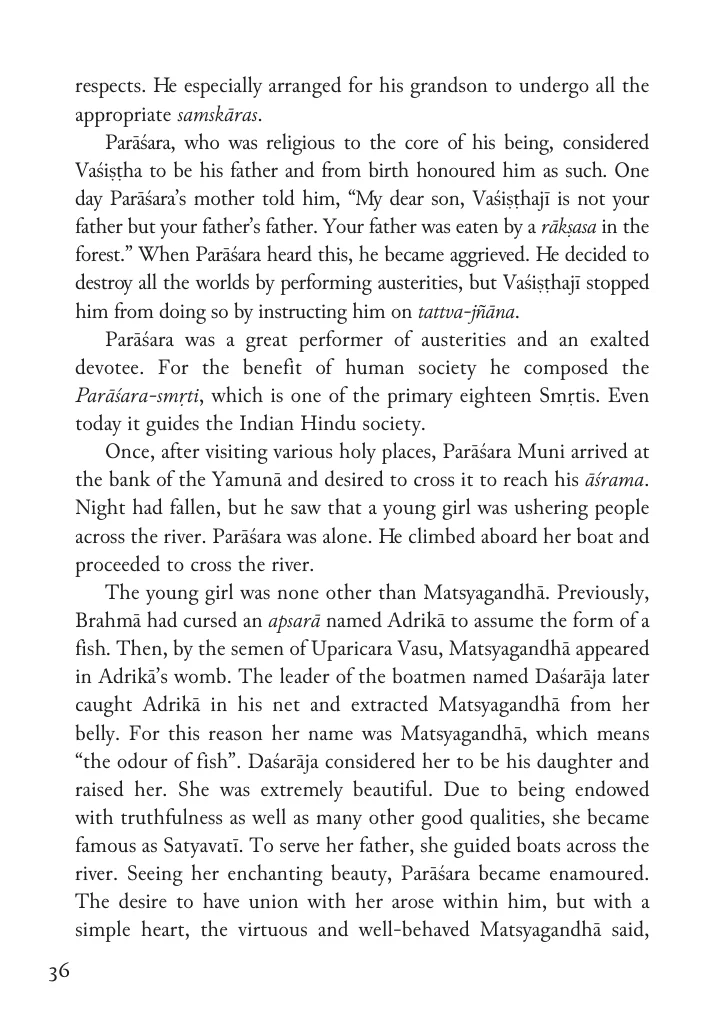 respects. He especially arranged for his grandson to undergo all the
appropriate samskāras.
Parāśara, who was religious to the core of his being, considered
Vaśiṣṭha to be his father and from birth honoured him as such. One
day Parāśara’s mother told him, “My dear son, Vaśiṣṭhajī is not your
father but your father’s father. Your father was eaten by a rākṣasa in the
forest.” When Parāśara heard this, he became aggrieved. He decided to
destroy all the worlds by performing austerities, but Vaśiṣṭhajī stopped
him from doing so by instructing him on tattva-jñāna.
Parāśara was a great performer of austerities and an exalted
devotee. For the benefit of human society he composed the
Parāśara-smṛti, which is one of the primary eighteen Smṛtis. Even
today it guides the Indian Hindu society.
Once, after visiting various holy places, Parāśara Muni arrived at
the bank of the Yamunā and desired to cross it to reach his āśrama.
Night had fallen, but he saw that a young girl was ushering people
across the river. Parāśara was alone. He climbed aboard her boat and
proceeded to cross the river.
The young girl was none other than Matsyagandhā. Previously,
Brahmā had cursed an apsarā named Adrikā to assume the form of a
fish. Then, by the semen of Uparicara Vasu, Matsyagandhā appeared
in Adrikā’s womb. The leader of the boatmen named Daśarāja later
caught Adrikā in his net and extracted Matsyagandhā from her
belly. For this reason her name was Matsyagandhā, which means
“the odour of fish”. Daśarāja considered her to be his daughter and
raised her. She was extremely beautiful. Due to being endowed
with truthfulness as well as many other good qualities, she became
famous as Satyavatī. To serve her father, she guided boats across the
river. Seeing her enchanting beauty, Parāśara became enamoured.
The desire to have union with her arose within him, but with a
simple heart, the virtuous and well-behaved Matsyagandhā said,
36